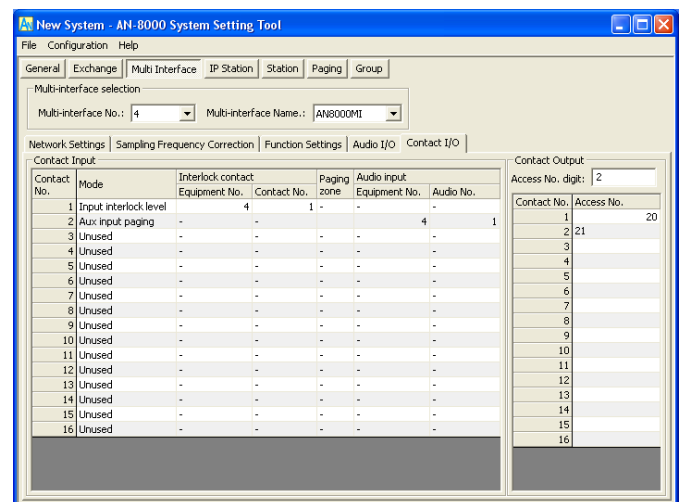 New System - AN-8000 System Setting Tool
File Configuration Help
General Exchange Multi Interface IP Station Station Paging Group
Multi-interface selection
Multi-interface No.: 4 Multi-interface Name.: AN8000MI
Network Settings Sampling Frequency Correction Function Settings Audio I/O Contact I/O
Contact Input
Contact No. Mode Interlock contact Equipment No. Contact No. Paging zone Audio input Equipment No. Audio No.
1 Input interlock level 4 1 - - -
2 Aux input paging - - 4 1
3 Unused - - - - -
4 Unused - - - - -
5 Unused - - - - -
6 Unused - - - - -
7 Unused - - - - -
8 Unused - - - - -
9 Unused - - - - -
10 Unused - - - - -
11 Unused - - - - -
12 Unused - - - - -
13 Unused - - - - -
14 Unused - - - - -
15 Unused - - - - -
16 Unused - - - - -
Contact Output
Access No. digit: 2
Contact No. Access No.
1 20
2 21
3
4
5
6
7
8
9
10
11
12
13
14
15
16